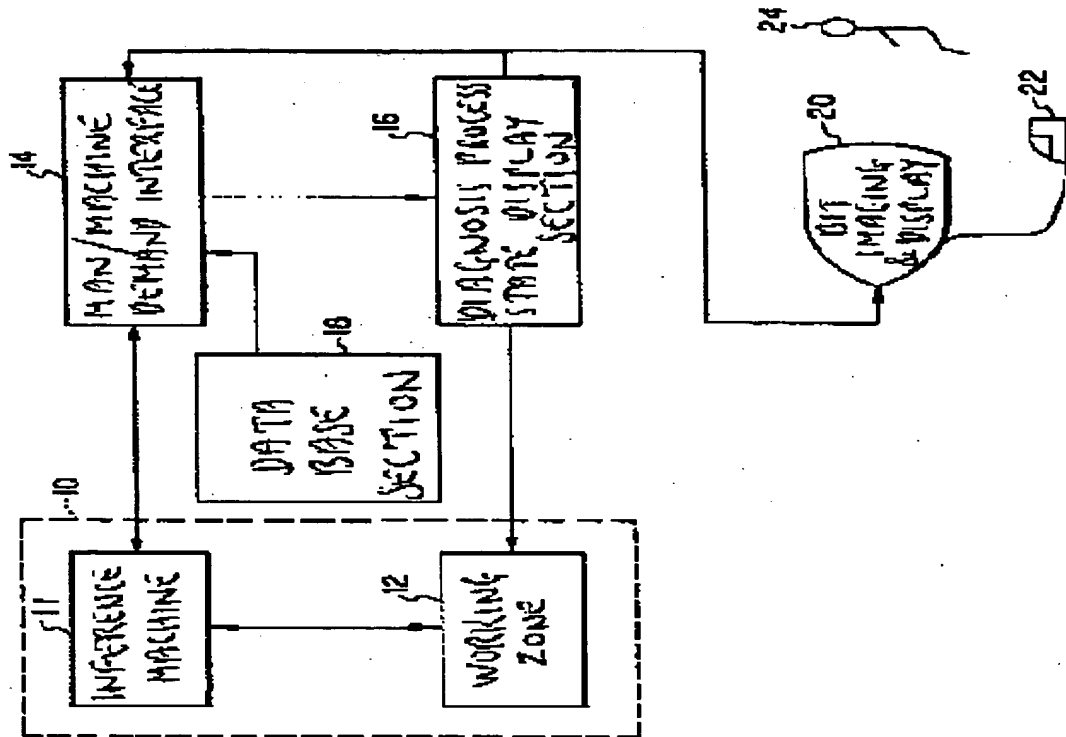 10
11
INFERENCE
MACHINE
12
WORKING
ZONE
18
DATA
BASE
SECTION
14
MAN/MACHINE
DEMAND INTERFACE
16
DIAGNOSIS PROCESS
STATE DISPLAY
SECTION
20
BIT
IMAGING
& DISPLAY
22
24